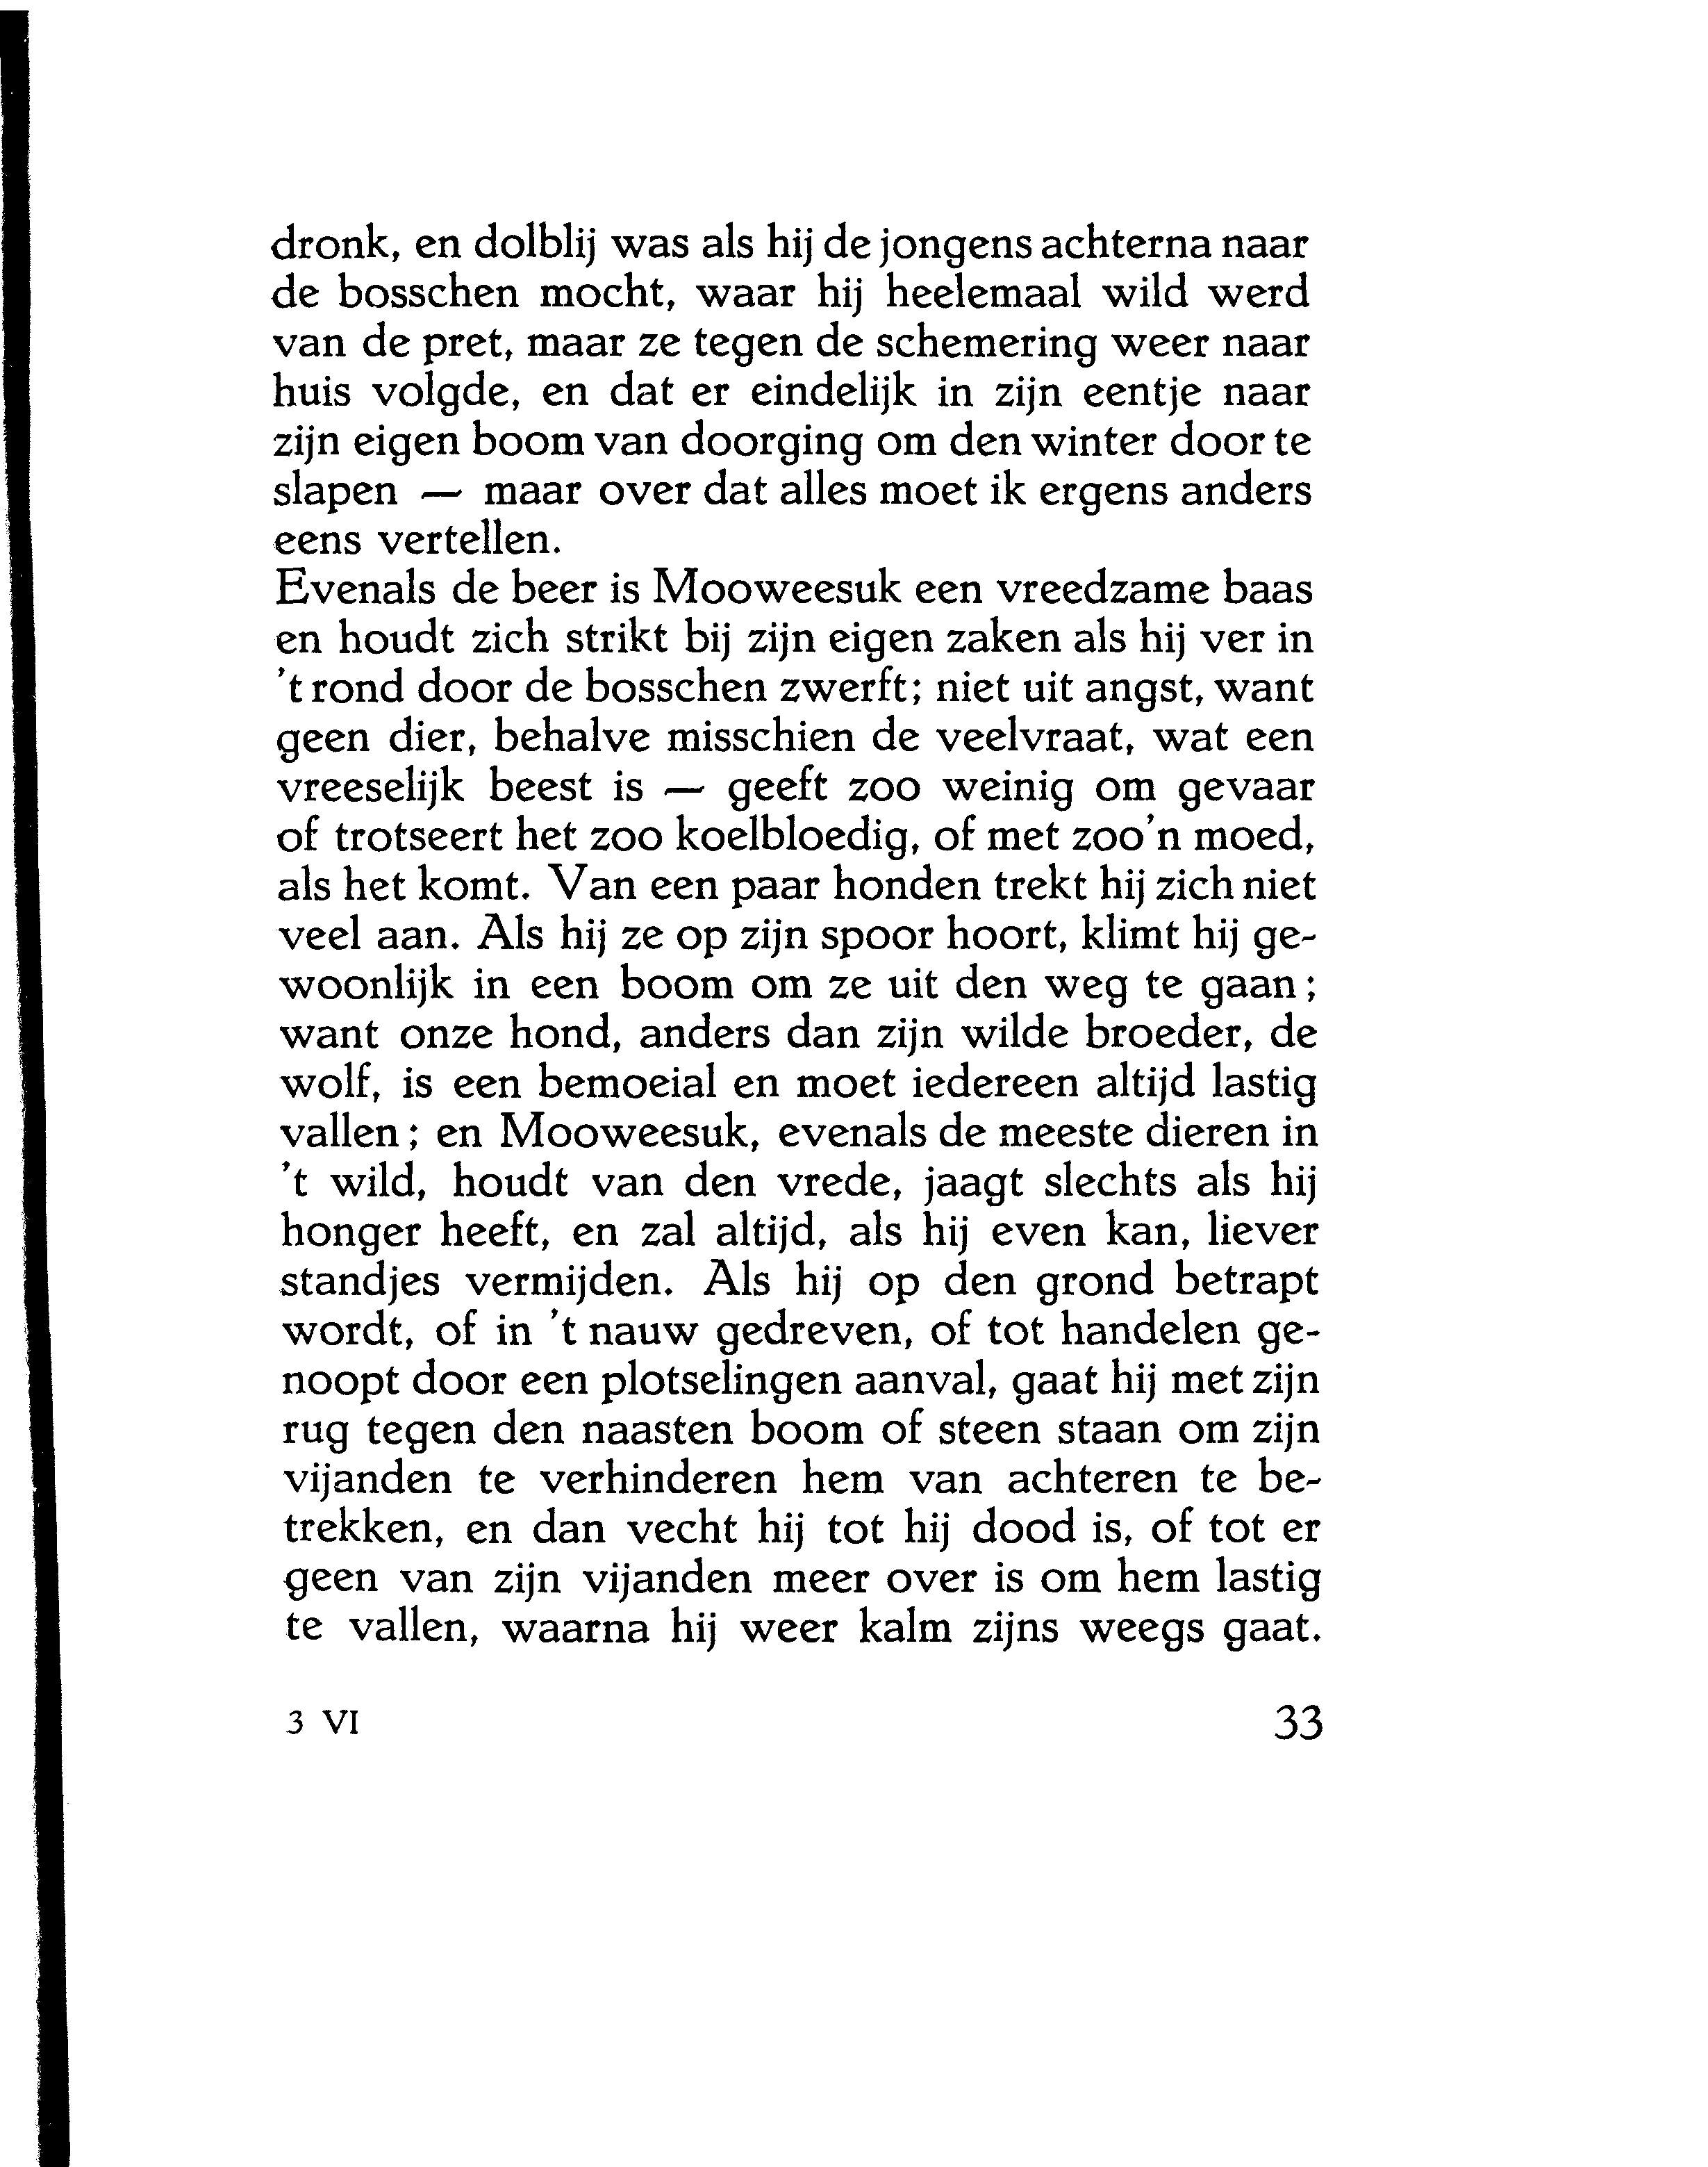 dronk, en dolblij was als hij de jongens achterna naar
de bosschen mocht, waar hij heelemaal wild werd
van de pret, maar ze tegen de schemering weer naar
huis volgde, en dat er eindelijk in zijn eentje naar
zijn eigen boom van doorging om den winter door te
slapen — maar over dat alles moet ik ergens anders
eens vertellen.
Evenals de beer is Mooweesuk een vreedzame baas
en houdt zich strikt bij zijn eigen zaken als hij ver in
't rond door de bosschen zwerft; niet uit angst, want
geen dier, behalve misschien de veelvraat, wat een
vreeselijk beest is — geeft zoo weinig om gevaar
of trotseert het zoo koelbloedig, of met zoo'n moed,
als het komt. Van een paar honden trekt hij zich niet
veel aan. Als hij ze op zijn spoor hoort, klimt hij ge-
woonlijk in een boom om ze uit den weg te gaan;
want onze hond, anders dan zijn wilde broeder, de
wolf, is een bemoeial en moet iedereen altijd lastig
vallen; en Mooweesuk, evenals de meeste dieren in
't wild, houdt van den vrede, jaagt slechts als hij
honger heeft, en zal altijd, als hij even kan, liever
standjes vermijden. Als hij op den grond betrapt
wordt, of in 't nauw gedreven, of tot handelen ge-
noopt door een plotselingen aanval, gaat hij met zijn
rug tegen den naasten boom of steen staan om zijn
vijanden te verhinderen hem van achteren te be-
trekken, en dan vecht hij tot hij dood is, of tot er
geen van zijn vijanden meer over is om hem lastig
te vallen, waarna hij weer kalm zijns weegs gaat.
3 VI 33